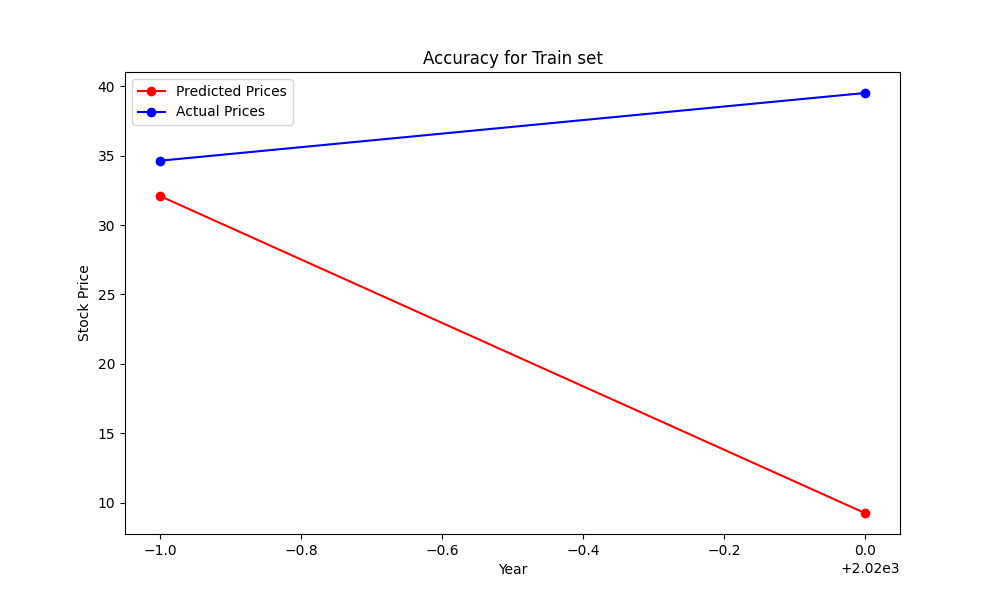 Accuracy for Train set
Predicted Prices
Actual Prices
40
35
30
25
20
15
10
Stock Price
−1.0 −0.8 −0.6 −0.4 −0.2 0.0
Year
+2.02e3